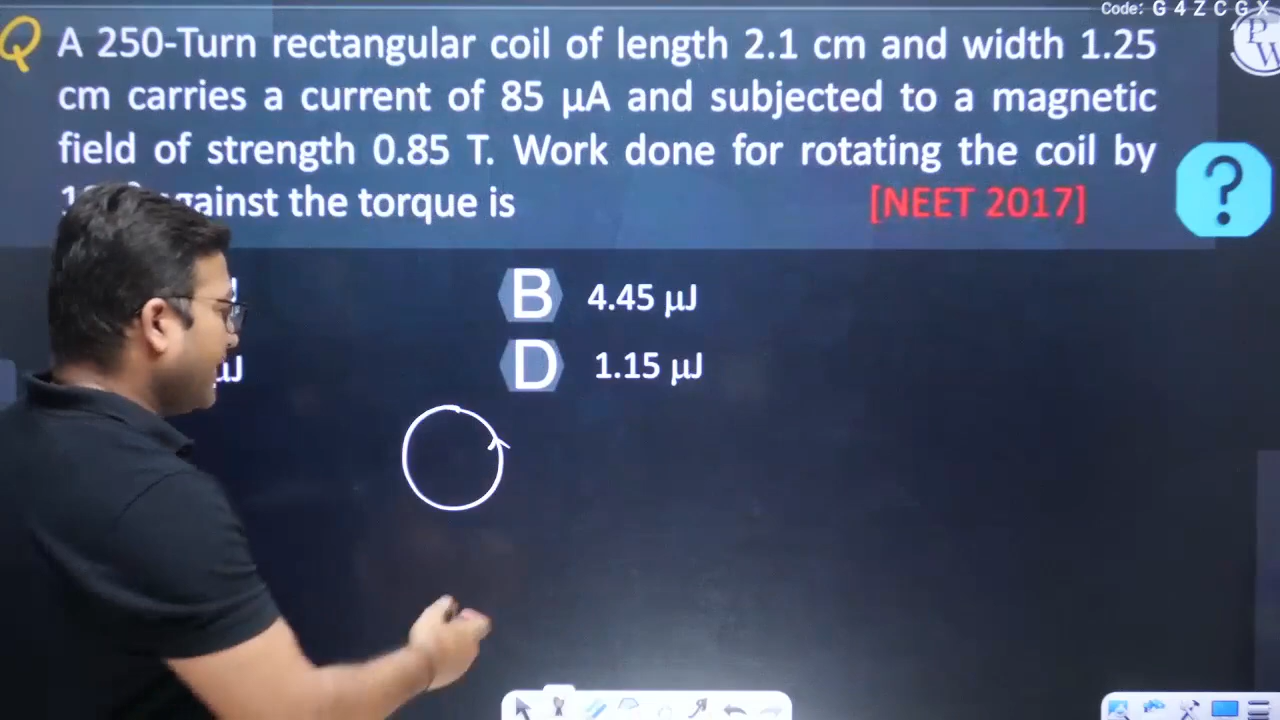 Code: G 4 Z C G X
Q A 250-Turn rectangular coil of length 2.1 cm and width 1.25
cm carries a current of 85 μA and subjected to a magnetic
field of strength 0.85 T. Work done for rotating the coil by
against the torque is [NEET 2017]
?
B 4.45 μJ
D 1.15 μJ
μJ
P
W